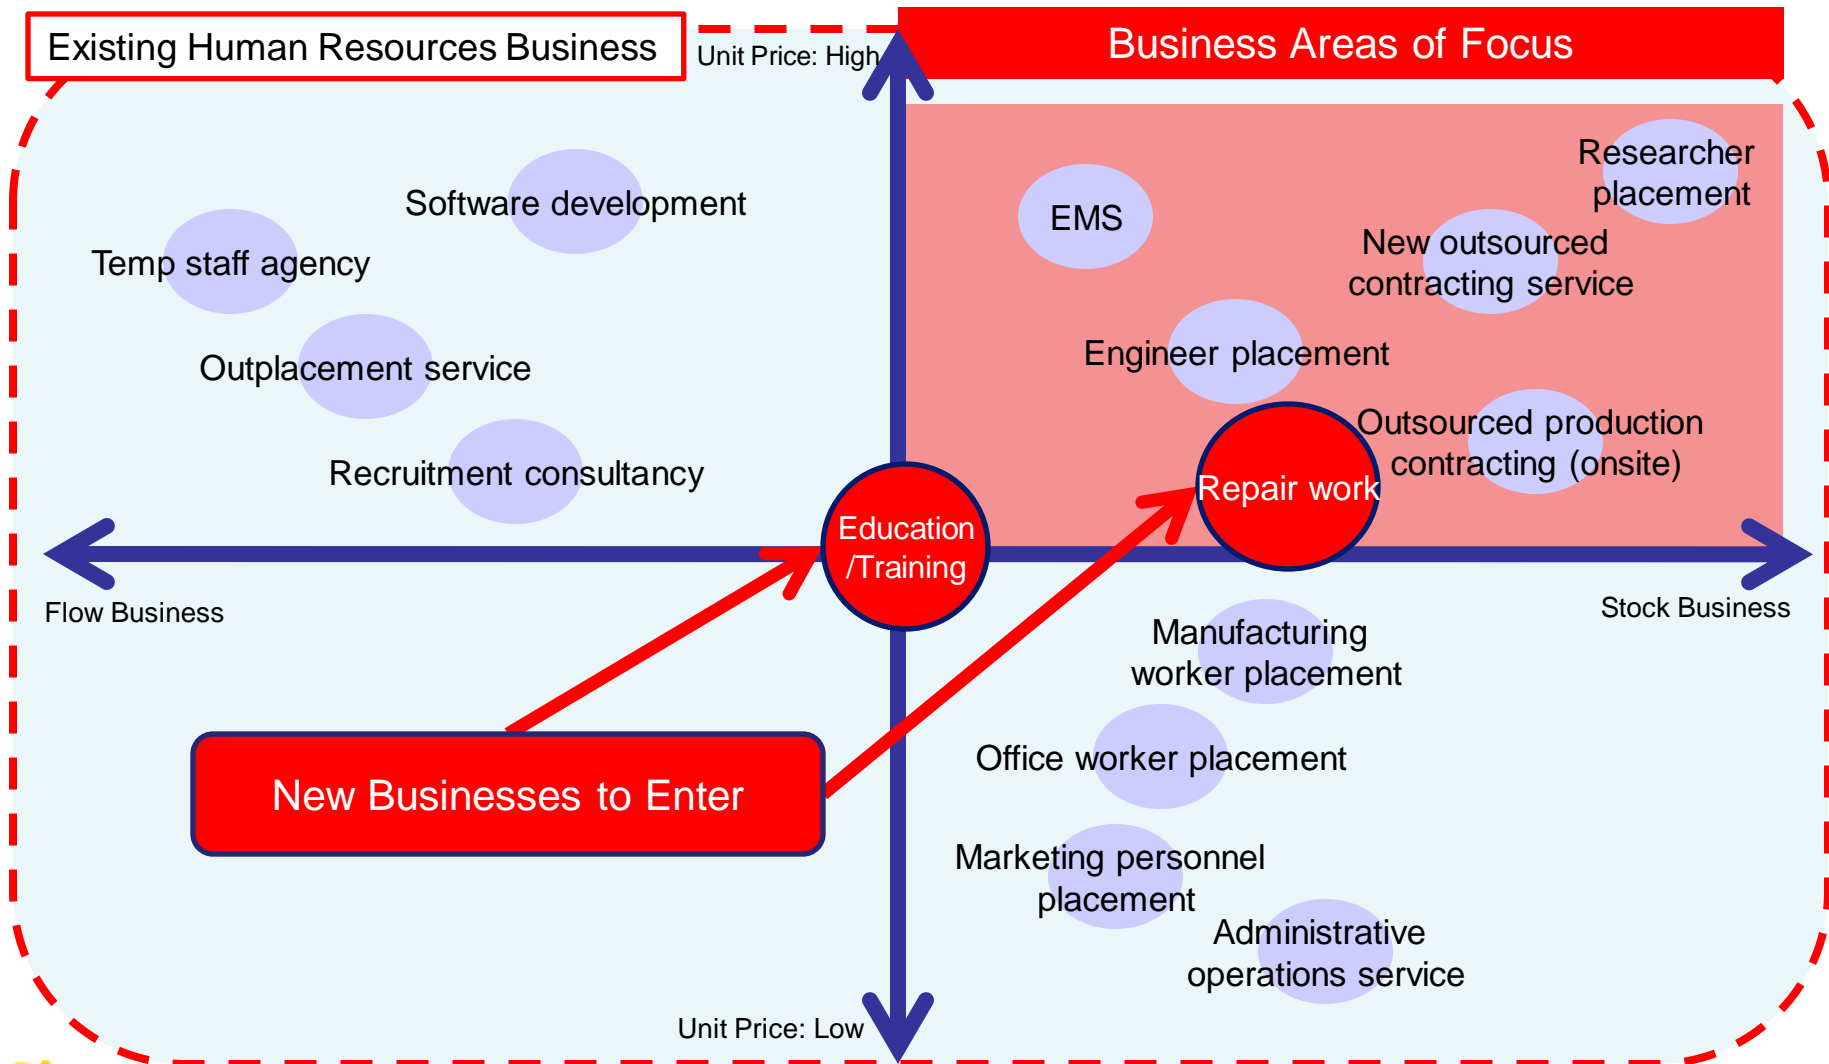 Existing Human Resources Business
Unit Price: High
Business Areas of Focus
Researcher
placement
Software development
EMS
New outsourced
contracting service
Temp staff agency
Engineer placement
Outplacement service
Outsourced production
contracting (onsite)
Recruitment consultancy
Repair work
Education
/Training
Flow Business
Stock Business
Manufacturing
worker placement
Office worker placement
New Businesses to Enter
Marketing personnel
placement
Administrative
operations service
Unit Price: Low